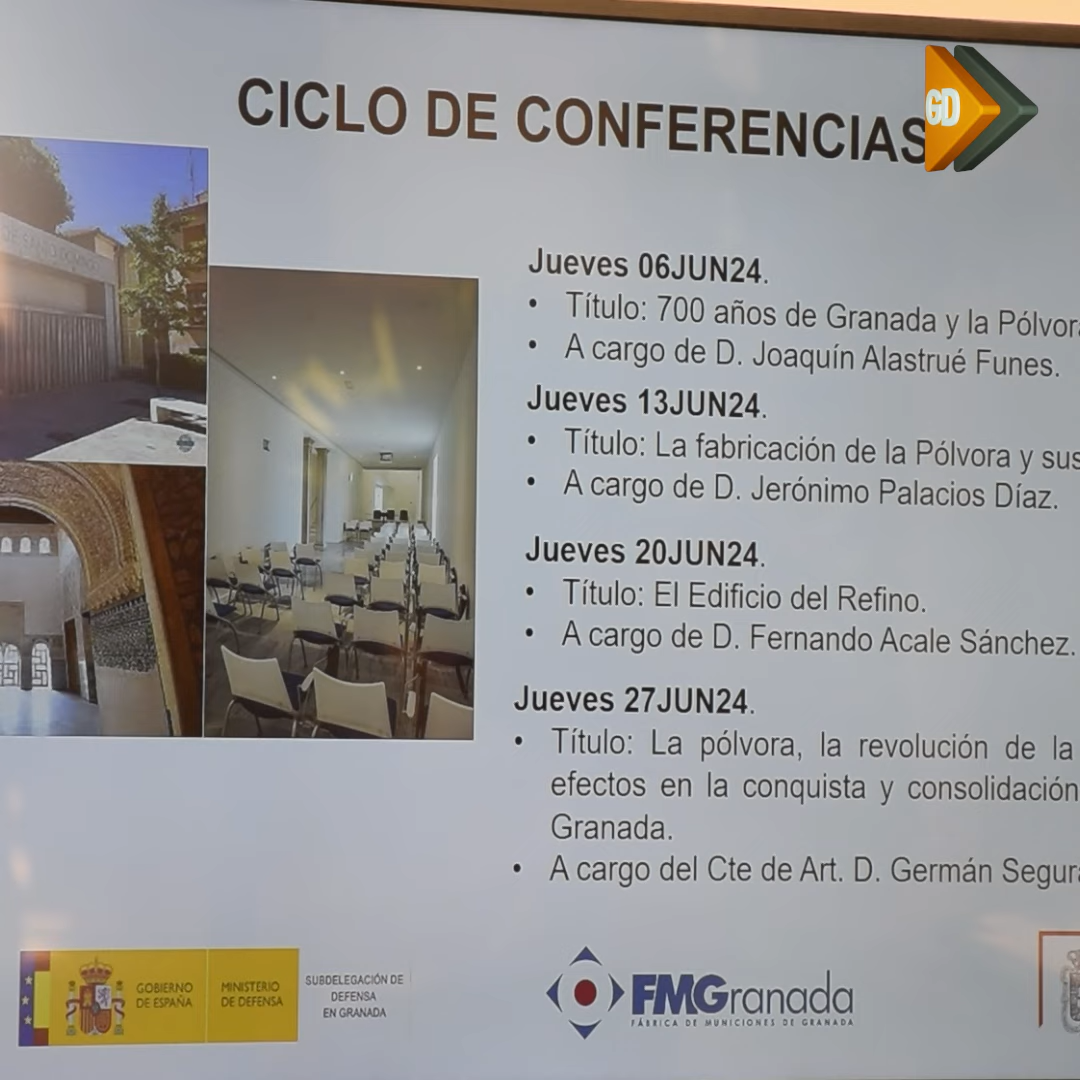 CICLO DE CONFERENCIAS
GD
Jueves 06JUN24.
• Título: 700 años de Granada y la Pólvora
• A cargo de D. Joaquín Alastrué Funes.
Jueves 13JUN24.
• Título: La fabricación de la Pólvora y sus
• A cargo de D. Jerónimo Palacios Díaz.
Jueves 20JUN24.
• Título: El Edificio del Refino.
• A cargo de D. Fernando Acale Sánchez.
Jueves 27JUN24.
• Título: La pólvora, la revolución de la
efectos en la conquista y consolidación
Granada.
• A cargo del Cte de Art. D. Germán Segura
DE SANTO DOMINGO
GOBIERNO
DE ESPAÑA
MINISTERIO
DE DEFENSA
SUBDELEGACIÓN DE
DEFENSA
EN GRANADA
FMGranada
FÁBRICA DE MUNICIONES DE GRANADA